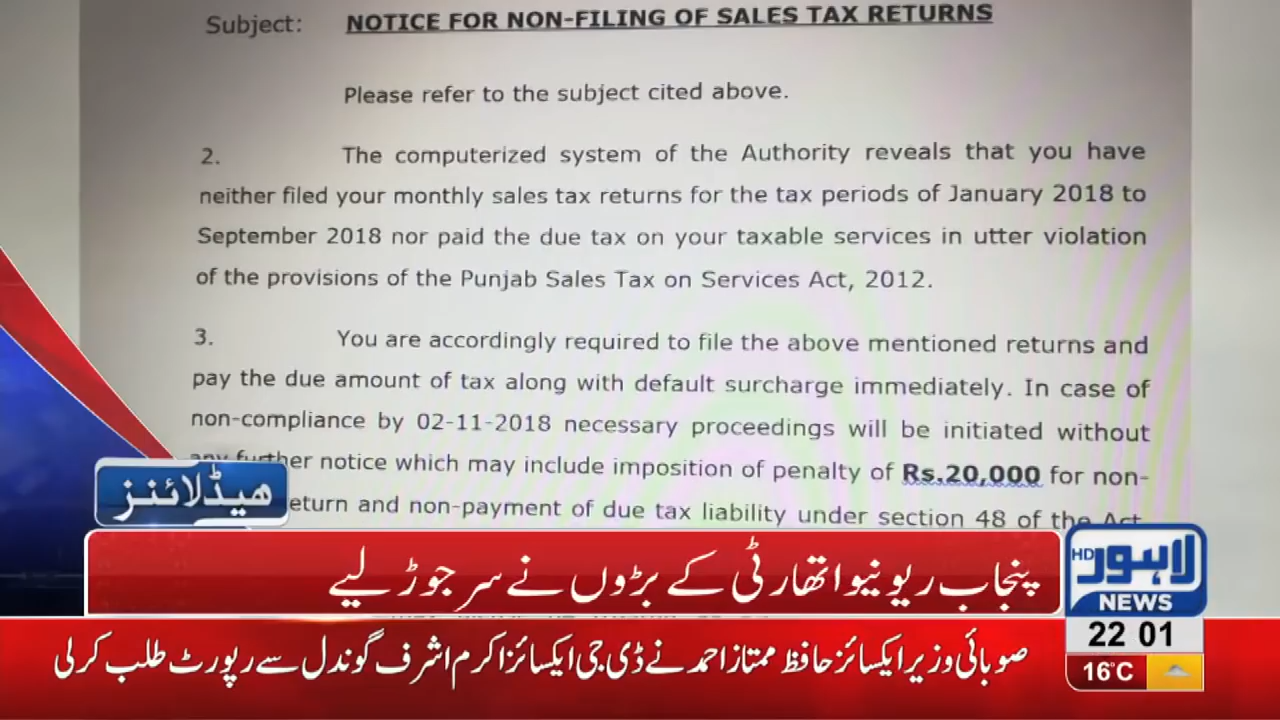 Subject: NOTICE FOR NON-FILING OF SALES TAX RETURNS
Please refer to the subject cited above.
2. The computerized system of the Authority reveals that you have
neither filed your monthly sales tax returns for the tax periods of January 2018 to
September 2018 nor paid the due tax on your taxable services in utter violation
of the provisions of the Punjab Sales Tax on Services Act, 2012.
3. You are accordingly required to file the above mentioned returns and
pay the due amount of tax along with default surcharge immediately. In case of
non-compliance by 02-11-2018 necessary proceedings will be initiated without
any further notice which may include imposition of penalty of Rs.20,000 for non-
eturn and non-payment of due tax liability under section 48 of the Act
ہیڈلائنز
پنجاب ریونیو اتھارٹی کے بڑوں نے سر جوڑ لیے
HD لاہور
NEWS
22 01
16°C
صوبائی وزیر ایکسائز حافظ ممتاز احمد نے ڈی جی ایکسائز اکرم اشرف گوندل سے رپورٹ طلب کر لی